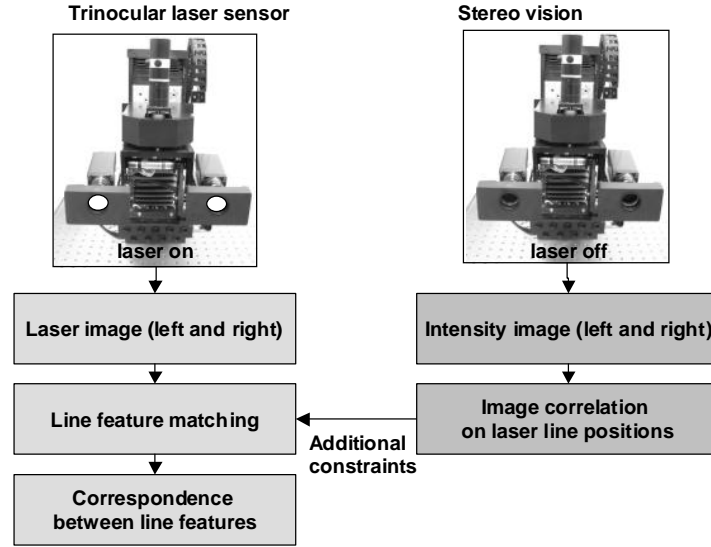 Trinocular laser sensor
Stereo vision
laser on
laser off
Laser image (left and right)
Intensity image (left and right)
Line feature matching
Image correlation
on laser line positions
Additional
constraints
Correspondence
between line features